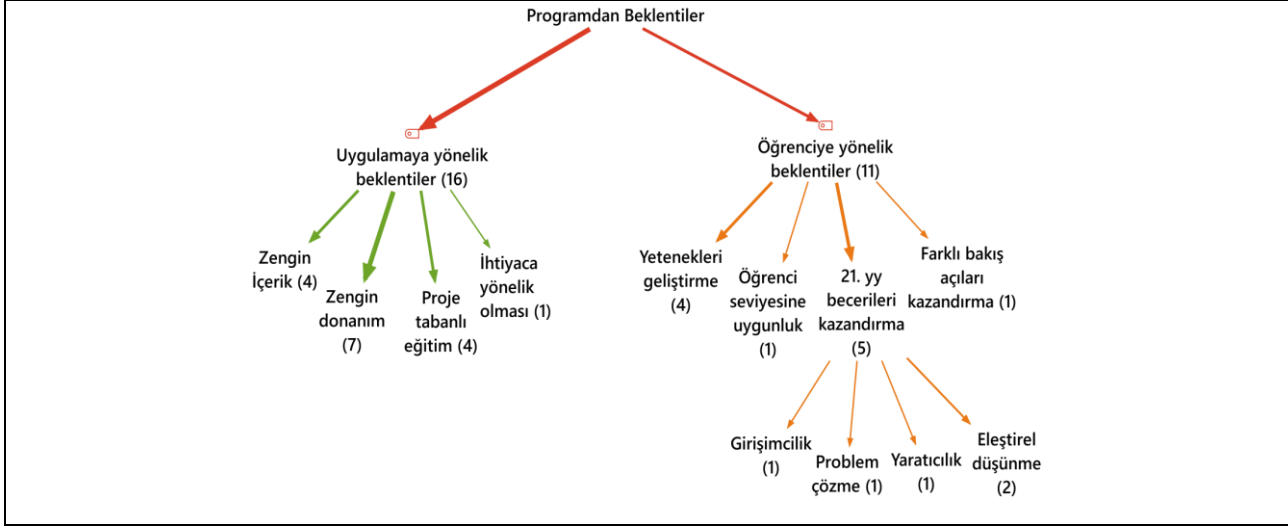 Programdan Beklentiler
Uygulamaya yönelik
beklentiler (16)
Öğrenciye yönelik
beklentiler (11)
Zengin
İçerik (4)
Zengin
donanım
(7)
Proje
tabanlı
eğitim (4)
İhtiyaca
yönelik
olması (1)
Yetenekleri
geliştirme
(4)
Öğrenci
seviyesine
uygunluk
(1)
21. yy
becerileri
kazandırma
(5)
Farklı bakış
açıları
kazandırma (1)
Girişimcilik
(1)
Problem
çözme (1)
Yaratıcılık
(1)
Eleştirel
düşünme
(2)